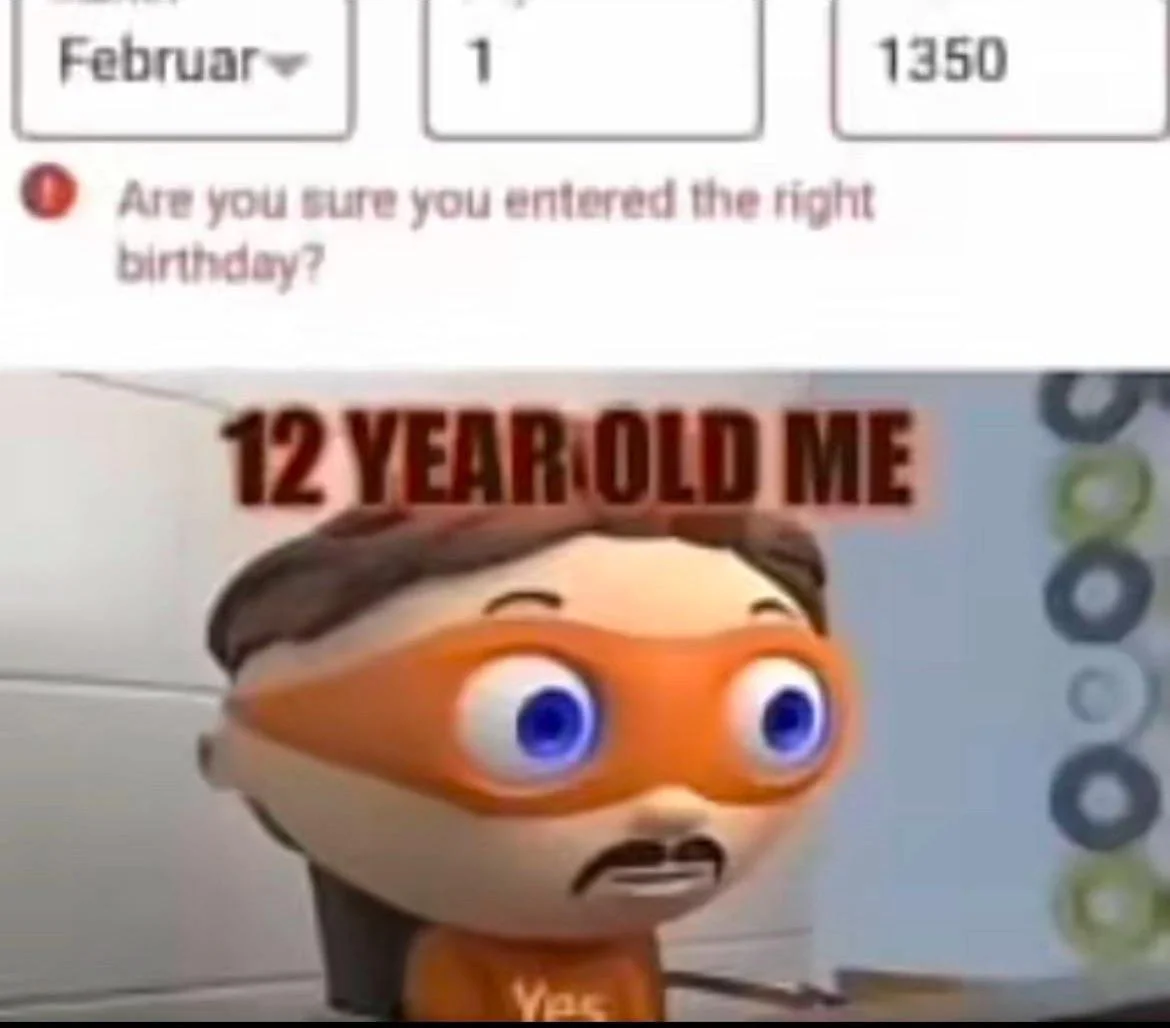 Februar
1
1350
Are you sure you entered the right
birthday?
12 YEAR OLD ME
Yes